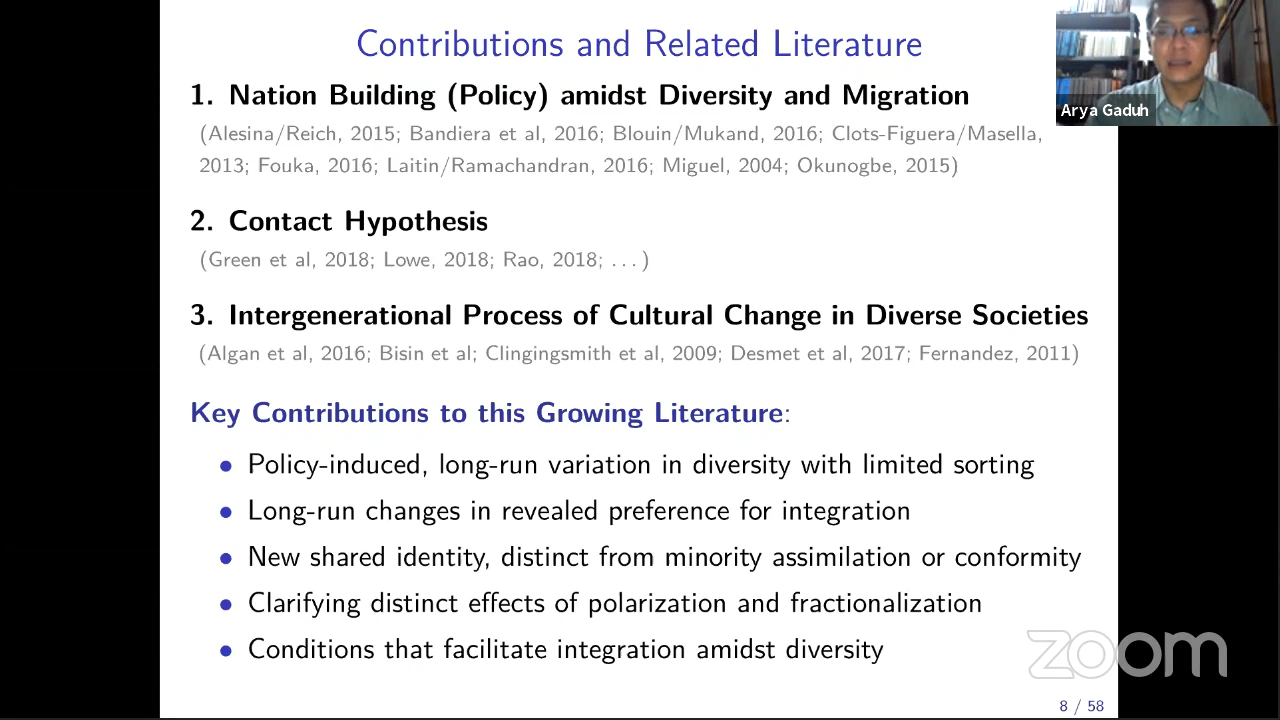 Contributions and Related Literature
Arya Gaduh
1. Nation Building (Policy) amidst Diversity and Migration
(Alesina/Reich, 2015; Bandiera et al, 2016; Blouin/Mukand, 2016; Clots-Figuera/Masella,
2013; Fouka, 2016; Laitin/Ramachandran, 2016; Miguel, 2004; Okunogbe, 2015)
2. Contact Hypothesis
(Green et al, 2018; Lowe, 2018; Rao, 2018; . . . )
3. Intergenerational Process of Cultural Change in Diverse Societies
(Algan et al, 2016; Bisin et al; Clingingsmith et al, 2009; Desmet et al, 2017; Fernandez, 2011)
Key Contributions to this Growing Literature:
• Policy-induced, long-run variation in diversity with limited sorting
• Long-run changes in revealed preference for integration
• New shared identity, distinct from minority assimilation or conformity
• Clarifying distinct effects of polarization and fractionalization
• Conditions that facilitate integration amidst diversity
zoom
8 / 58